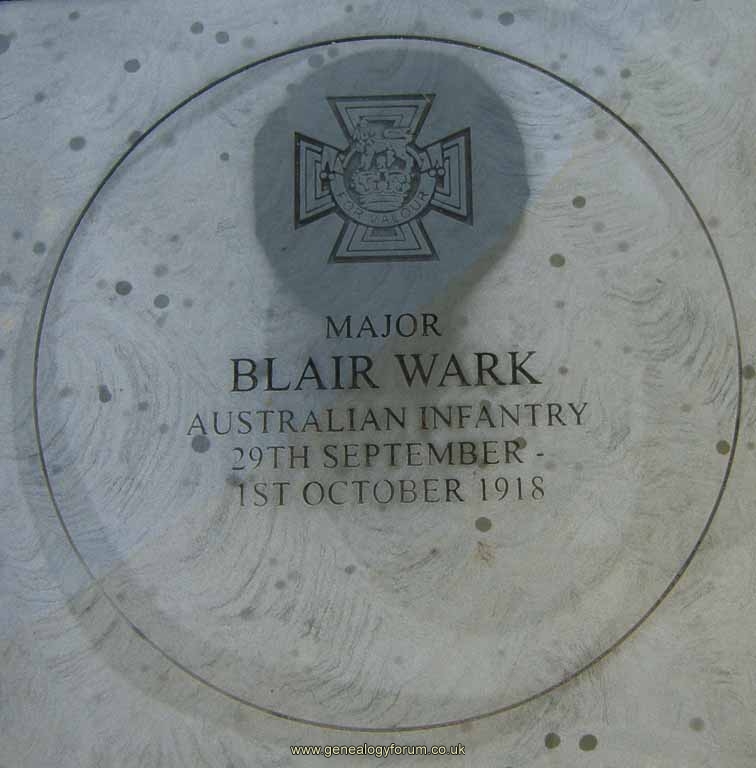 FOR VALOUR
MAJOR
BLAIR WARK
AUSTRALIAN INFANTRY
29TH SEPTEMBER -
1ST OCTOBER 1918
www.genealogyforum.co.uk